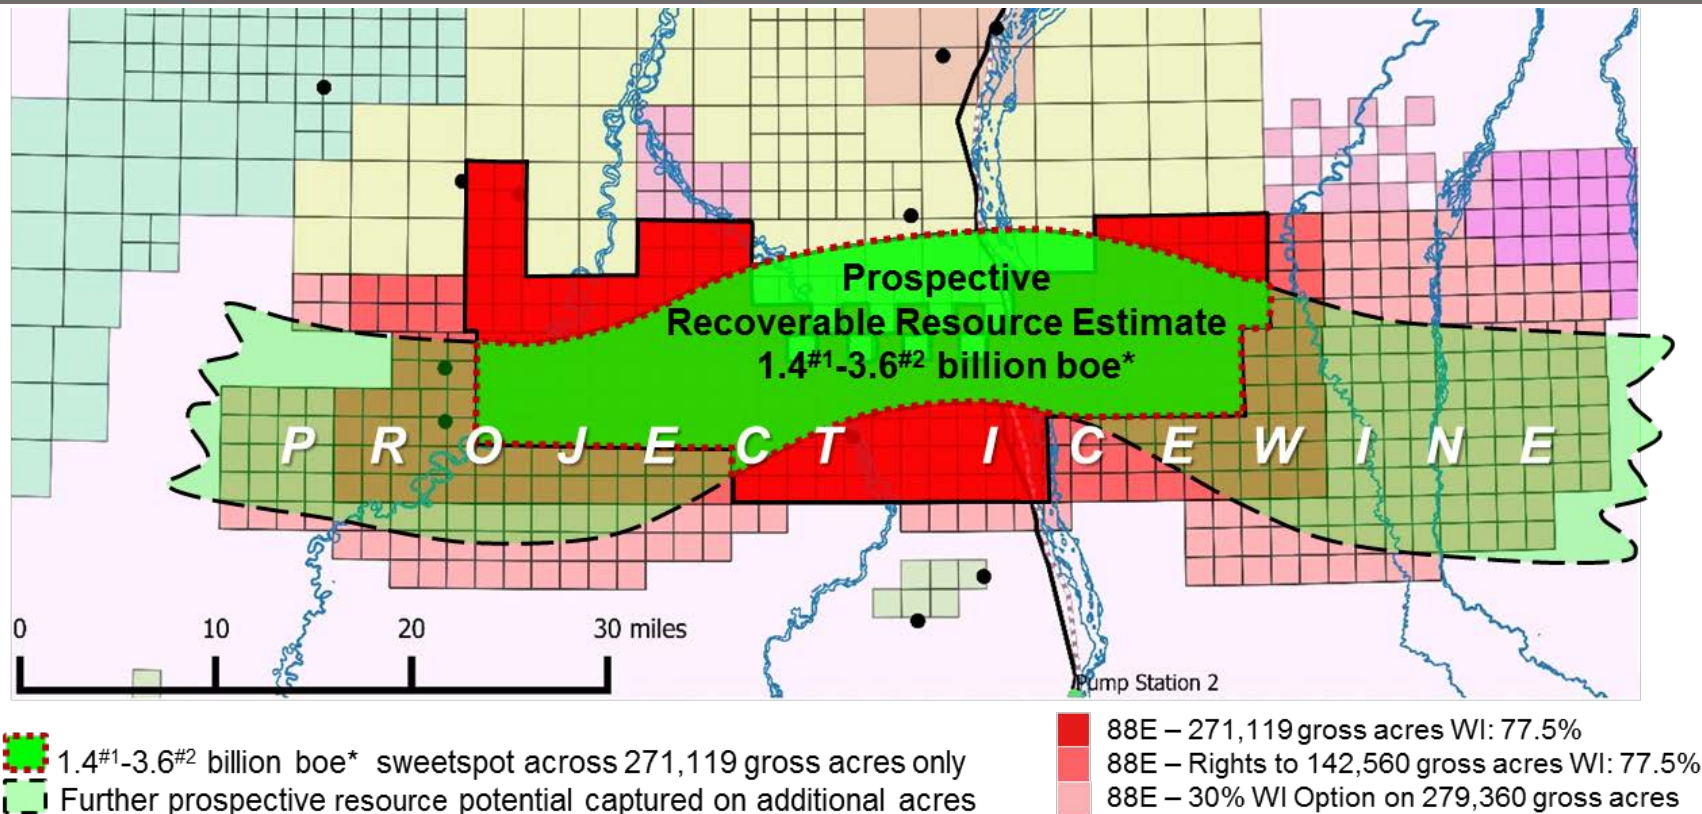 Prospective
Recoverable Resource Estimate
1.4#1-3.6#2 billion boe*
P R O J E C T I C E W I N E
0 10 20 30 miles
Pump Station 2
1.4#1-3.6#2 billion boe* sweetspot across 271,119 gross acres only
Further prospective resource potential captured on additional acres
88E – 271,119 gross acres WI: 77.5%
88E – Rights to 142,560 gross acres WI: 77.5%
88E – 30% WI Option on 279,360 gross acres